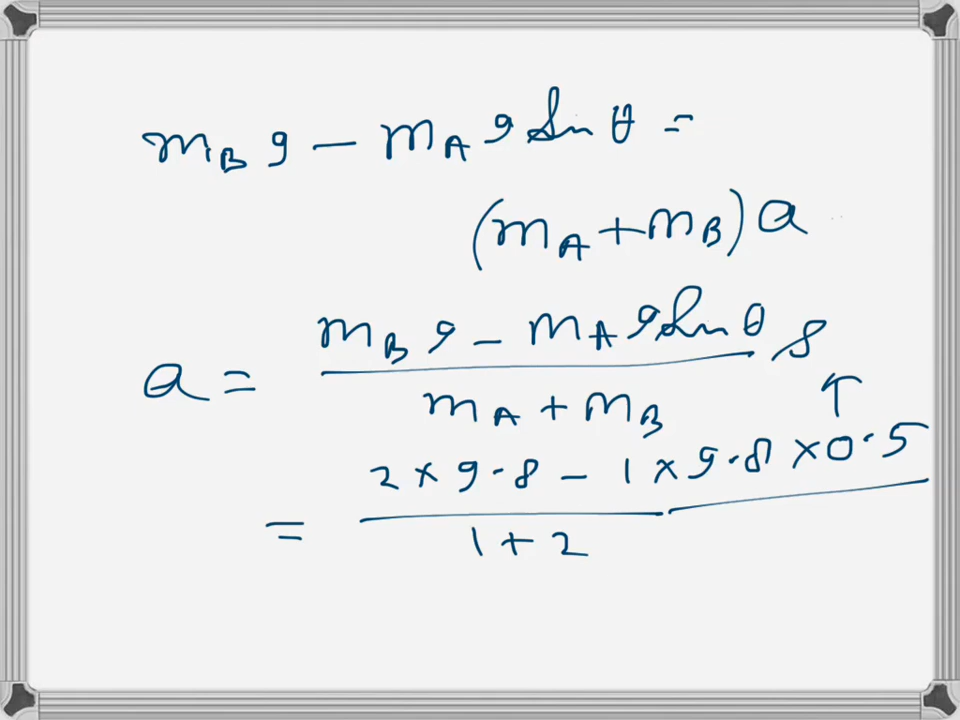 m_B g − m_A g sin θ =
(m_A + m_B) a
a = (m_B g − m_A g sin θ) / (m_A + m_B)
= (2 × 9.8 − 1 × 9.8 × 0.5) / (1 + 2)